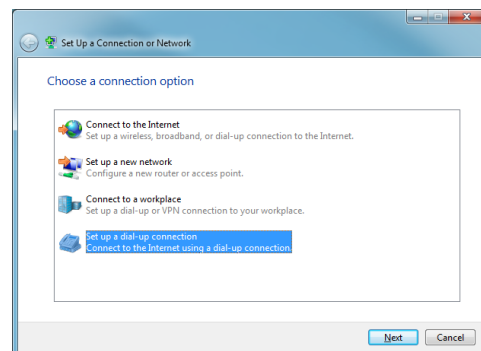 Set Up a Connection or Network
Choose a connection option
Connect to the Internet
Set up a wireless, broadband, or dial-up connection to the Internet.
Set up a new network
Configure a new router or access point.
Connect to a workplace
Set up a dial-up or VPN connection to your workplace.
Set up a dial-up connection
Connect to the Internet using a dial-up connection.
Next Cancel